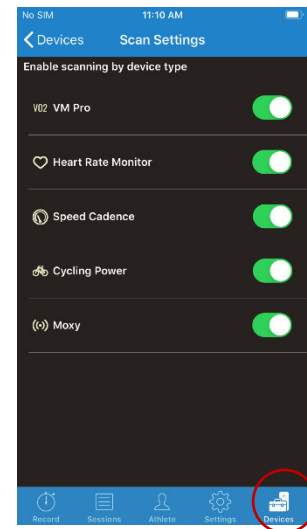 No SIM 11:10 AM
Devices Scan Settings
Enable scanning by device type
VO2 VM Pro
Heart Rate Monitor
Speed Cadence
Cycling Power
Moxy
Record Sessions Athlete Settings Devices